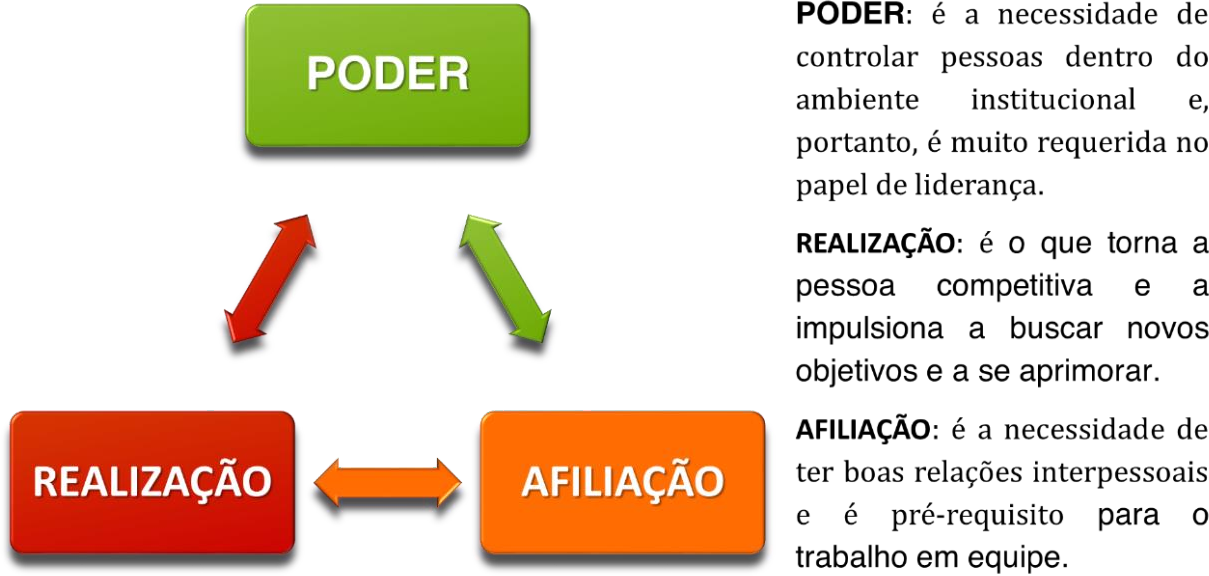 PODER
REALIZAÇÃO
AFILIAÇÃO
PODER: é a necessidade de
controlar pessoas dentro do
ambiente institucional e,
portanto, é muito requerida no
papel de liderança.
REALIZAÇÃO: é o que torna a
pessoa competitiva e a
impulsiona a buscar novos
objetivos e a se aprimorar.
AFILIAÇÃO: é a necessidade de
ter boas relações interpessoais
e é pré-requisito para o
trabalho em equipe.